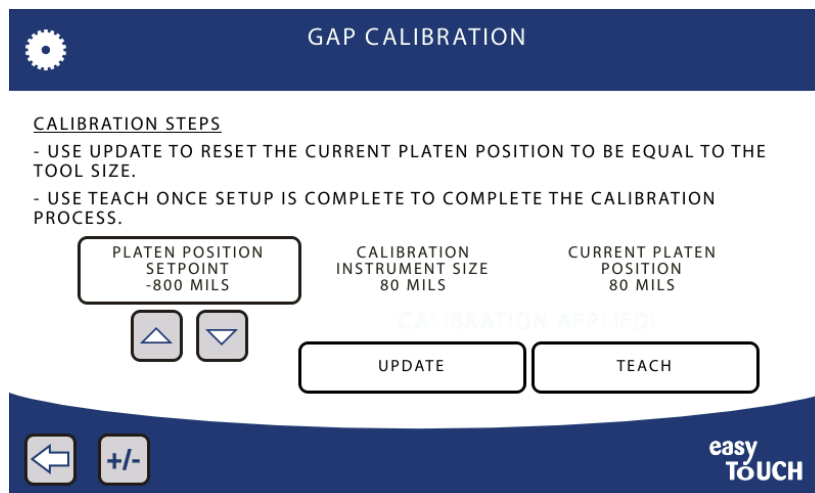 GAP CALIBRATION
CALIBRATION STEPS
- USE UPDATE TO RESET THE CURRENT PLATEN POSITION TO BE EQUAL TO THE
TOOL SIZE.
- USE TEACH ONCE SETUP IS COMPLETE TO COMPLETE THE CALIBRATION
PROCESS.
PLATEN POSITION
SETPOINT
-800 MILS
CALIBRATION
INSTRUMENT SIZE
80 MILS
CURRENT PLATEN
POSITION
80 MILS
CALIBRATION APPLIED!
UPDATE
TEACH
+/-
easy
TOUCH